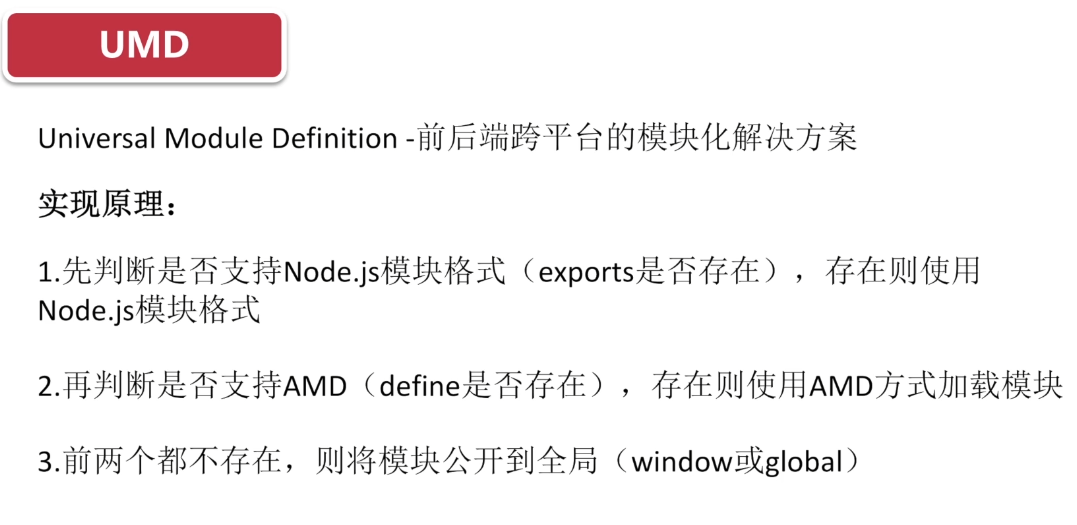 UMD
Universal Module Definition -前后端跨平台的模块化解决方案
实现原理：
1.先判断是否支持Node.js模块格式（exports是否存在），存在则使用
Node.js模块格式
2.再判断是否支持AMD（define是否存在），存在则使用AMD方式加载模块
3.前两个都不存在，则将模块公开到全局（window或global）